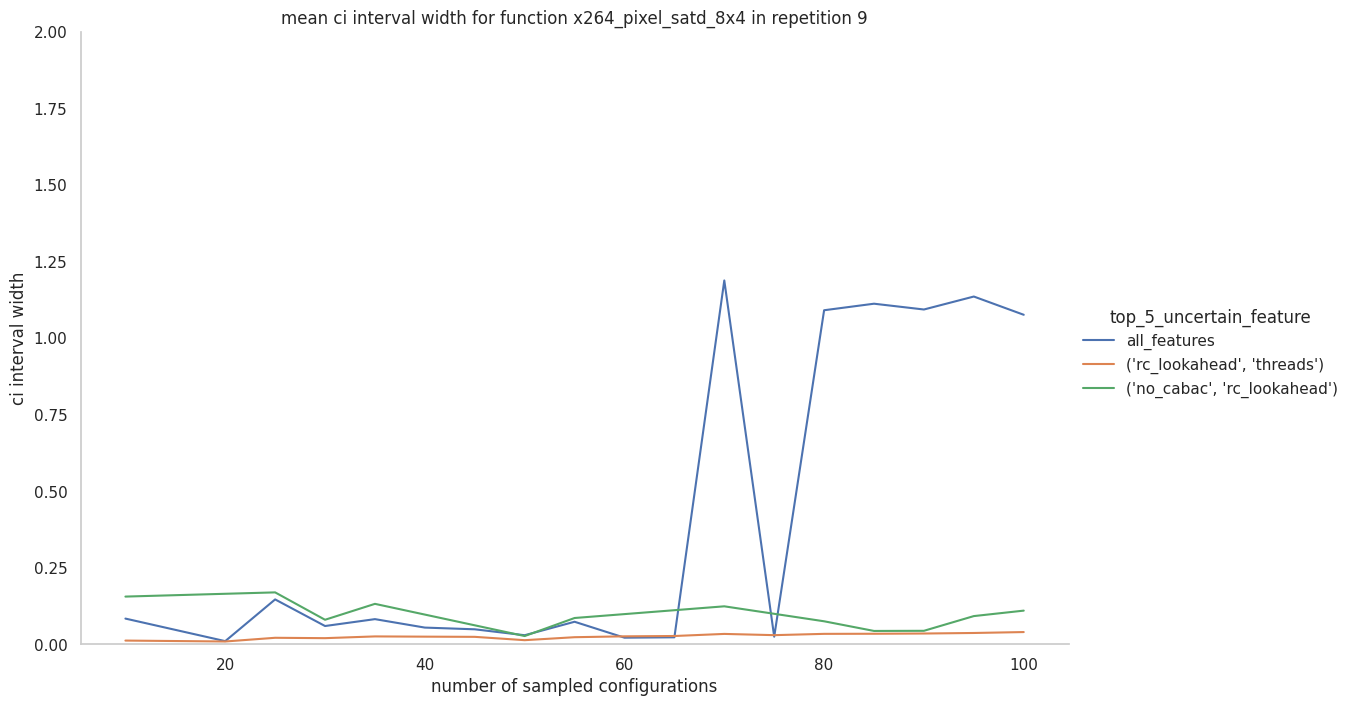 mean ci interval width for function x264_pixel_satd_8x4 in repetition 9
2.00
1.75
1.50
1.25
1.00
0.75
0.50
0.25
0.00
ci interval width
20
40
60
80
100
number of sampled configurations
top_5_uncertain_feature
all_features
('rc_lookahead', 'threads')
('no_cabac', 'rc_lookahead')